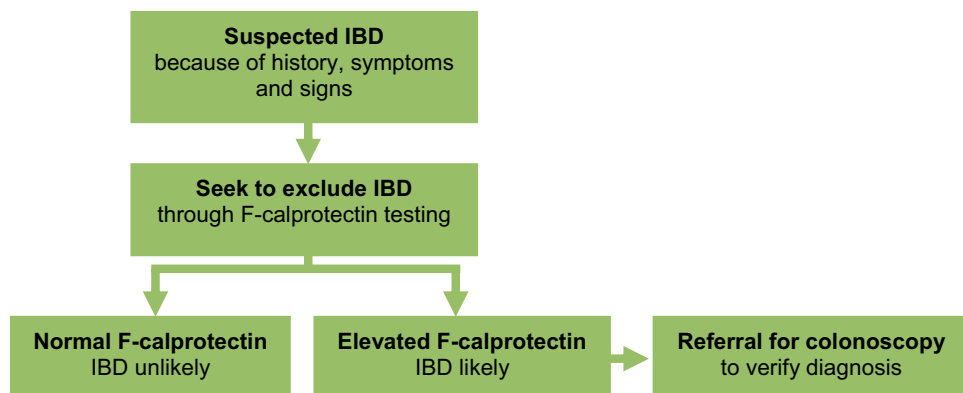 Suspected IBD
because of history, symptoms
and signs
Seek to exclude IBD
through F-calprotectin testing
Normal F-calprotectin
IBD unlikely
Elevated F-calprotectin
IBD likely
Referral for colonoscopy
to verify diagnosis